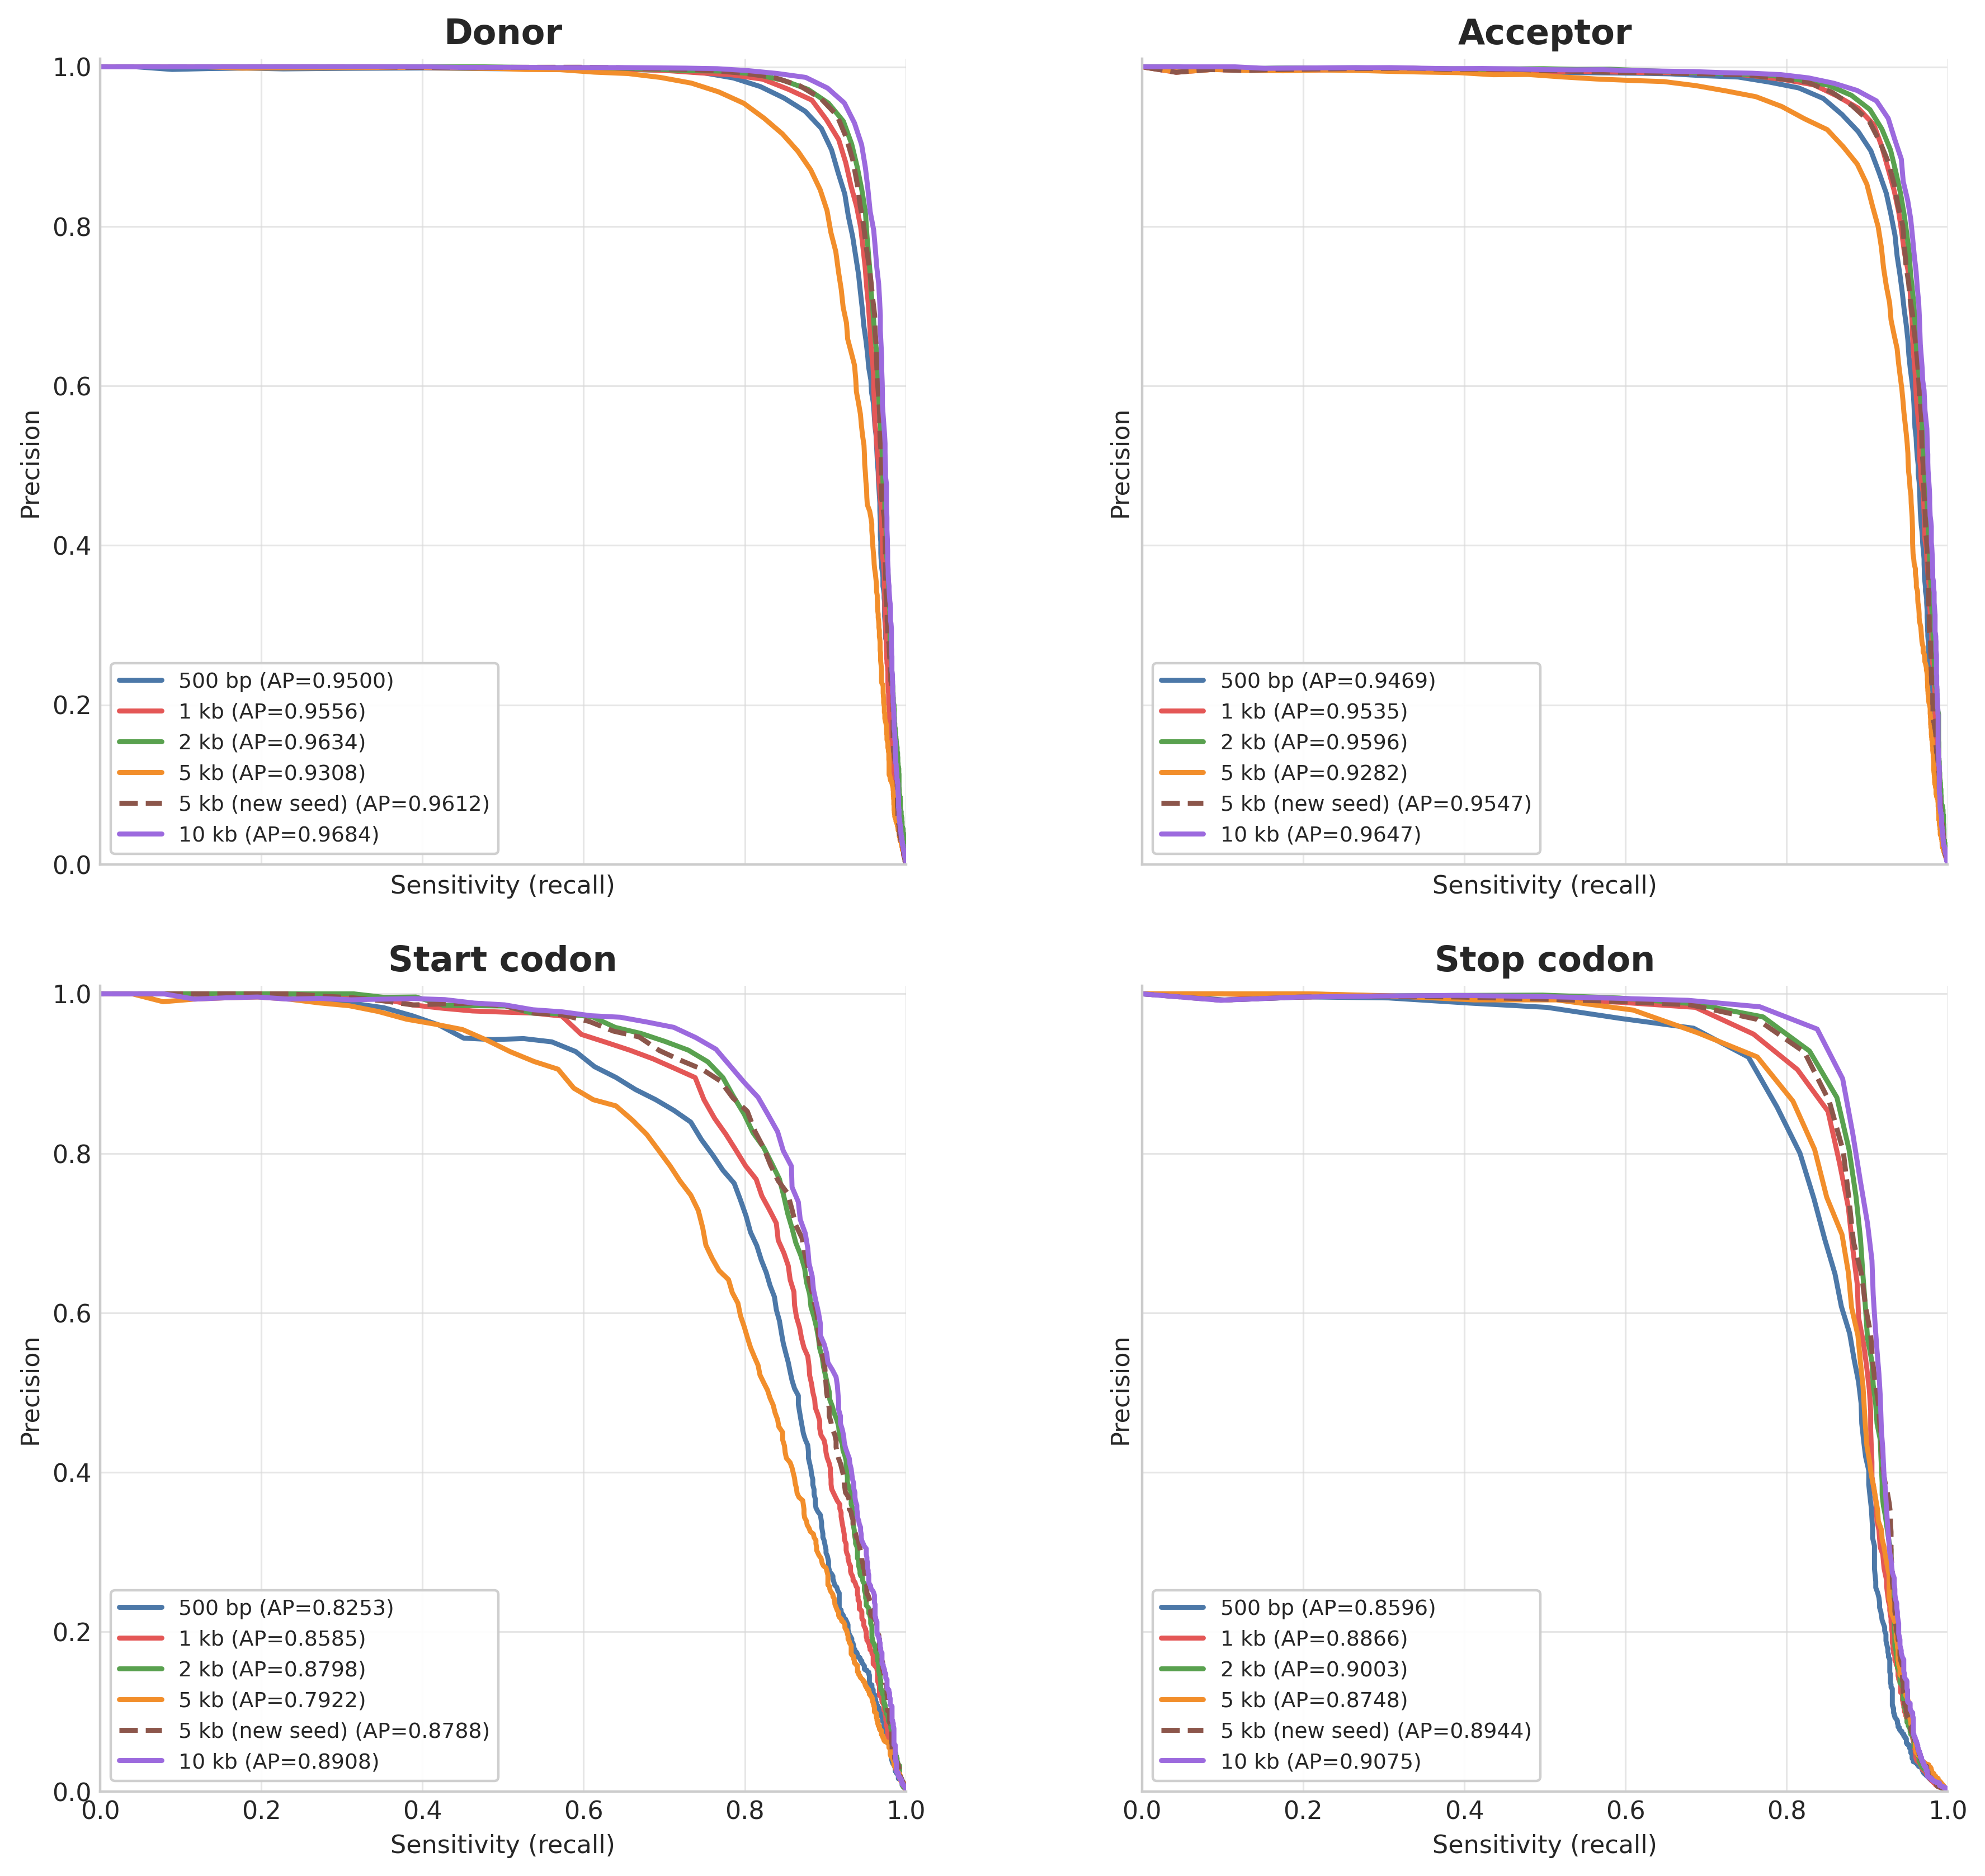 Donor
1.0
0.8
0.6
0.4
0.2
0.0
Precision
500 bp (AP=0.9500)
1 kb (AP=0.9556)
2 kb (AP=0.9634)
5 kb (AP=0.9308)
5 kb (new seed) (AP=0.9612)
10 kb (AP=0.9684)
Sensitivity (recall)
Acceptor
Precision
500 bp (AP=0.9469)
1 kb (AP=0.9535)
2 kb (AP=0.9596)
5 kb (AP=0.9282)
5 kb (new seed) (AP=0.9547)
10 kb (AP=0.9647)
Sensitivity (recall)
Start codon
1.0
0.8
0.6
0.4
0.2
0.0
Precision
500 bp (AP=0.8253)
1 kb (AP=0.8585)
2 kb (AP=0.8798)
5 kb (AP=0.7922)
5 kb (new seed) (AP=0.8788)
10 kb (AP=0.8908)
0.0 0.2 0.4 0.6 0.8 1.0
Sensitivity (recall)
Stop codon
Precision
500 bp (AP=0.8596)
1 kb (AP=0.8866)
2 kb (AP=0.9003)
5 kb (AP=0.8748)
5 kb (new seed) (AP=0.8944)
10 kb (AP=0.9075)
0.0 0.2 0.4 0.6 0.8 1.0
Sensitivity (recall)